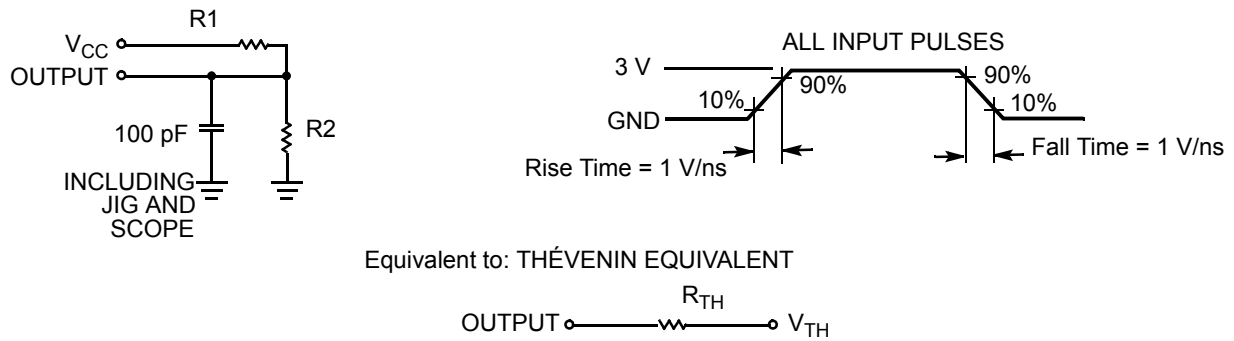 R1
V_CC
OUTPUT
100 pF
R2
INCLUDING
JIG AND
SCOPE
ALL INPUT PULSES
3 V
GND
10%
90%
90%
10%
Rise Time = 1 V/ns
Fall Time = 1 V/ns
Equivalent to: THÉVENIN EQUIVALENT
R_TH
OUTPUT
V_TH